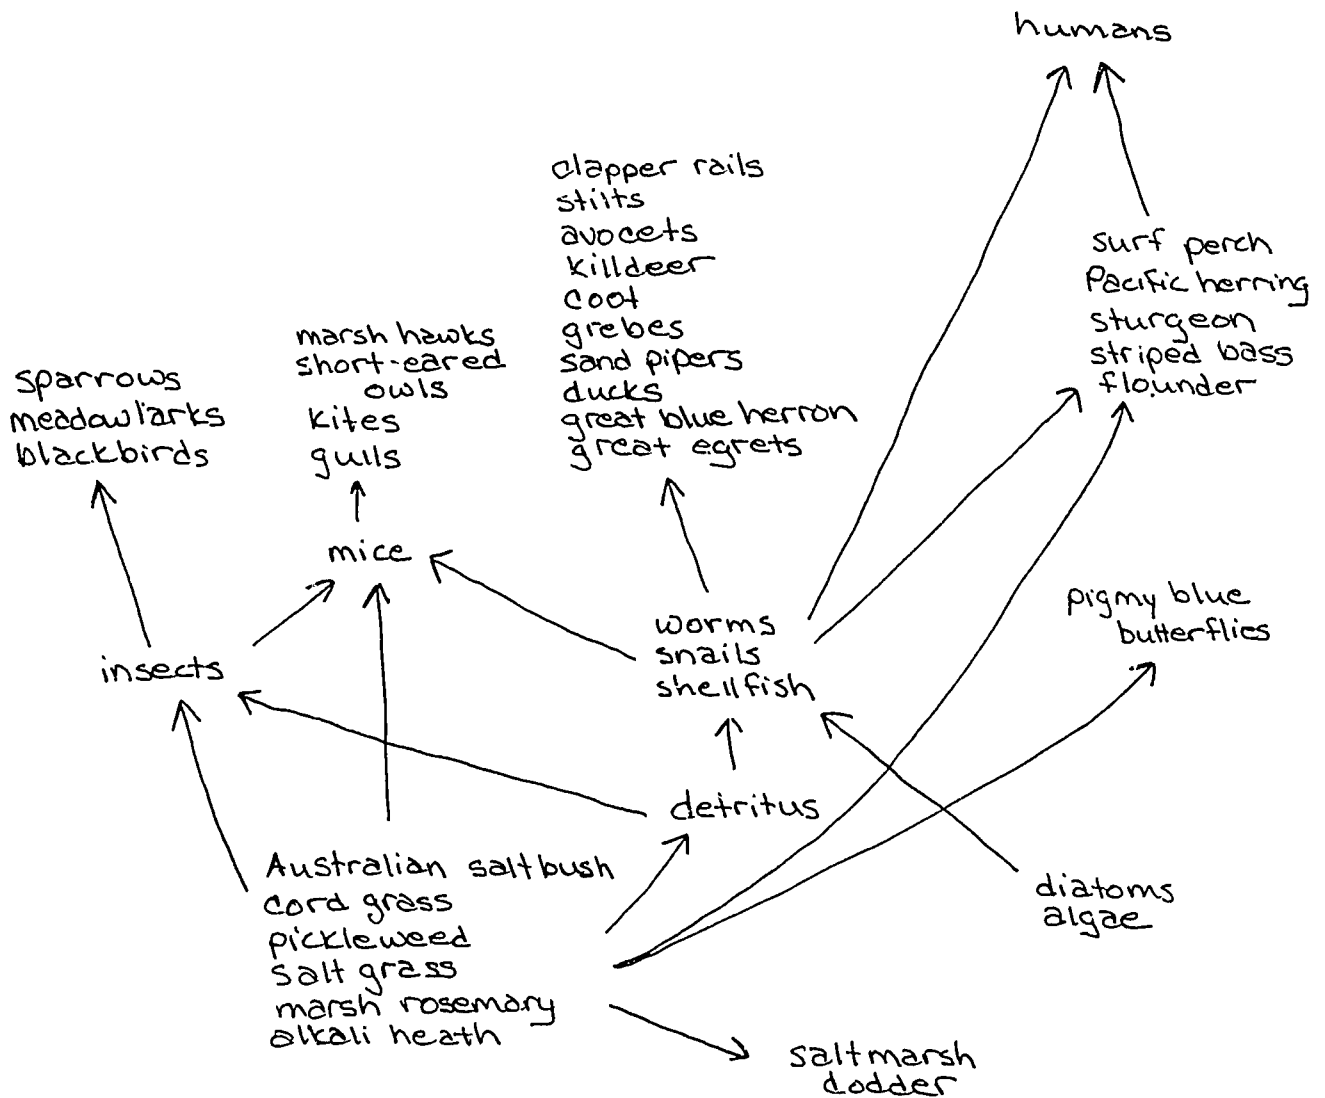 humans
clapper rails
stilts
avocets
killdeer
coot
grebes
sand pipers
ducks
great blue herron
great egrets
surf perch
Pacific herring
sturgeon
striped bass
flounder
marsh hawks
short-eared
owls
kites
gulls
sparrows
meadowlarks
blackbirds
mice
insects
worms
snails
shellfish
pigmy blue
butterflies
detritus
Australian saltbush
cord grass
pickleweed
salt grass
marsh rosemary
alkali heath
diatoms
algae
saltmarsh
dodder